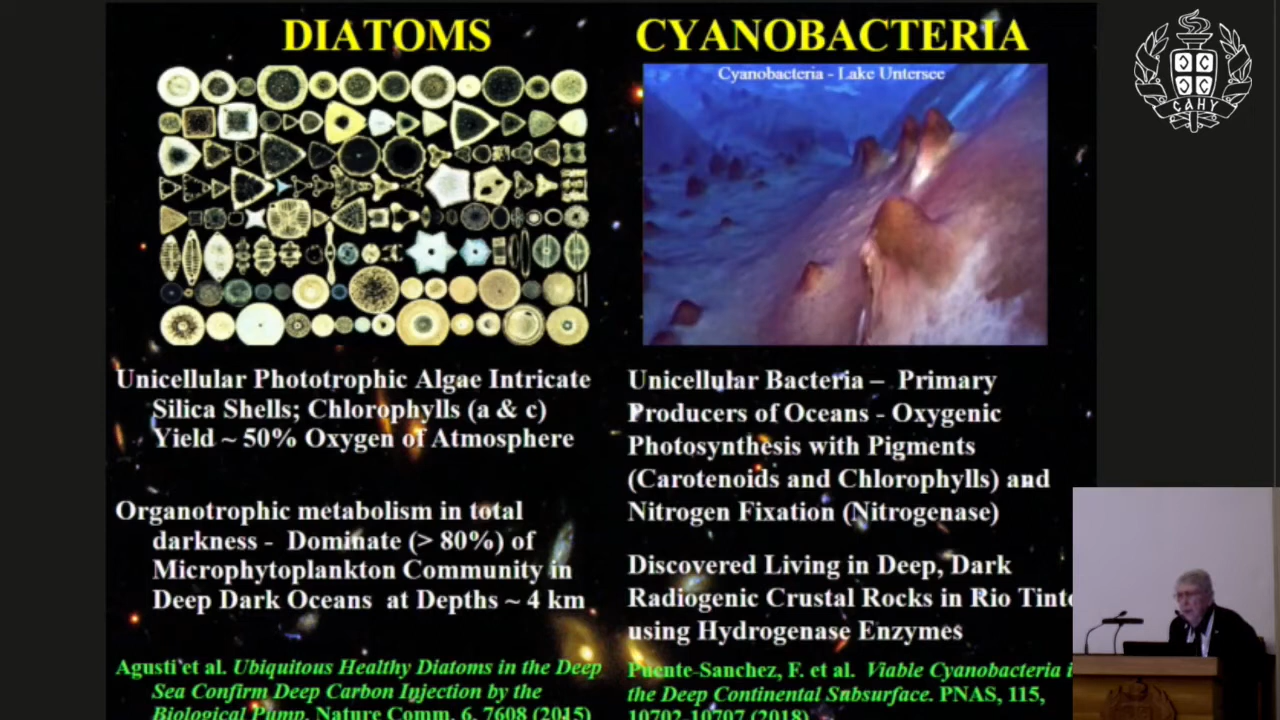 DIATOMS
Unicellular Phototrophic Algae Intricate
Silica Shells; Chlorophylls (a & c)
Yield ~ 50% Oxygen of Atmosphere
Organotrophic metabolism in total
darkness - Dominate (> 80%) of
Microphytoplankton Community in
Deep Dark Oceans at Depths ~ 4 km
Agusti et al. Ubiquitous Healthy Diatoms in the Deep
Sea Confirm Deep Carbon Injection by the
Biological Pump. Nature Comm. 6, 7608 (2015)
CYANOBACTERIA
Cyanobacteria - Lake Untersee
Unicellular Bacteria – Primary
Producers of Oceans - Oxygenic
Photosynthesis with Pigments
(Carotenoids and Chlorophylls) and
Nitrogen Fixation (Nitrogenase)
Discovered Living in Deep, Dark
Radiogenic Crustal Rocks in Rio Tinto
using Hydrogenase Enzymes
Puente-Sanchez, F. et al. Viable Cyanobacteria i
the Deep Continental Subsurface. PNAS, 115,
10702-10707 (2018)
САНУ